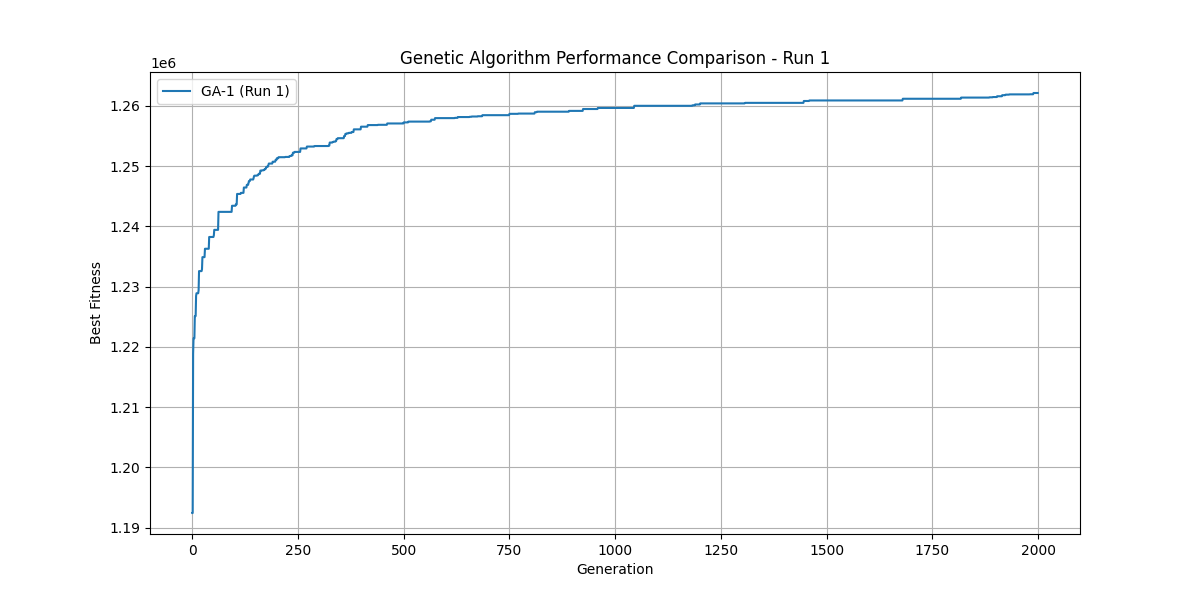 Genetic Algorithm Performance Comparison - Run 1
1e6
GA-1 (Run 1)
1.26
1.25
1.24
1.23
1.22
1.21
1.20
1.19
Best Fitness
0 250 500 750 1000 1250 1500 1750 2000
Generation